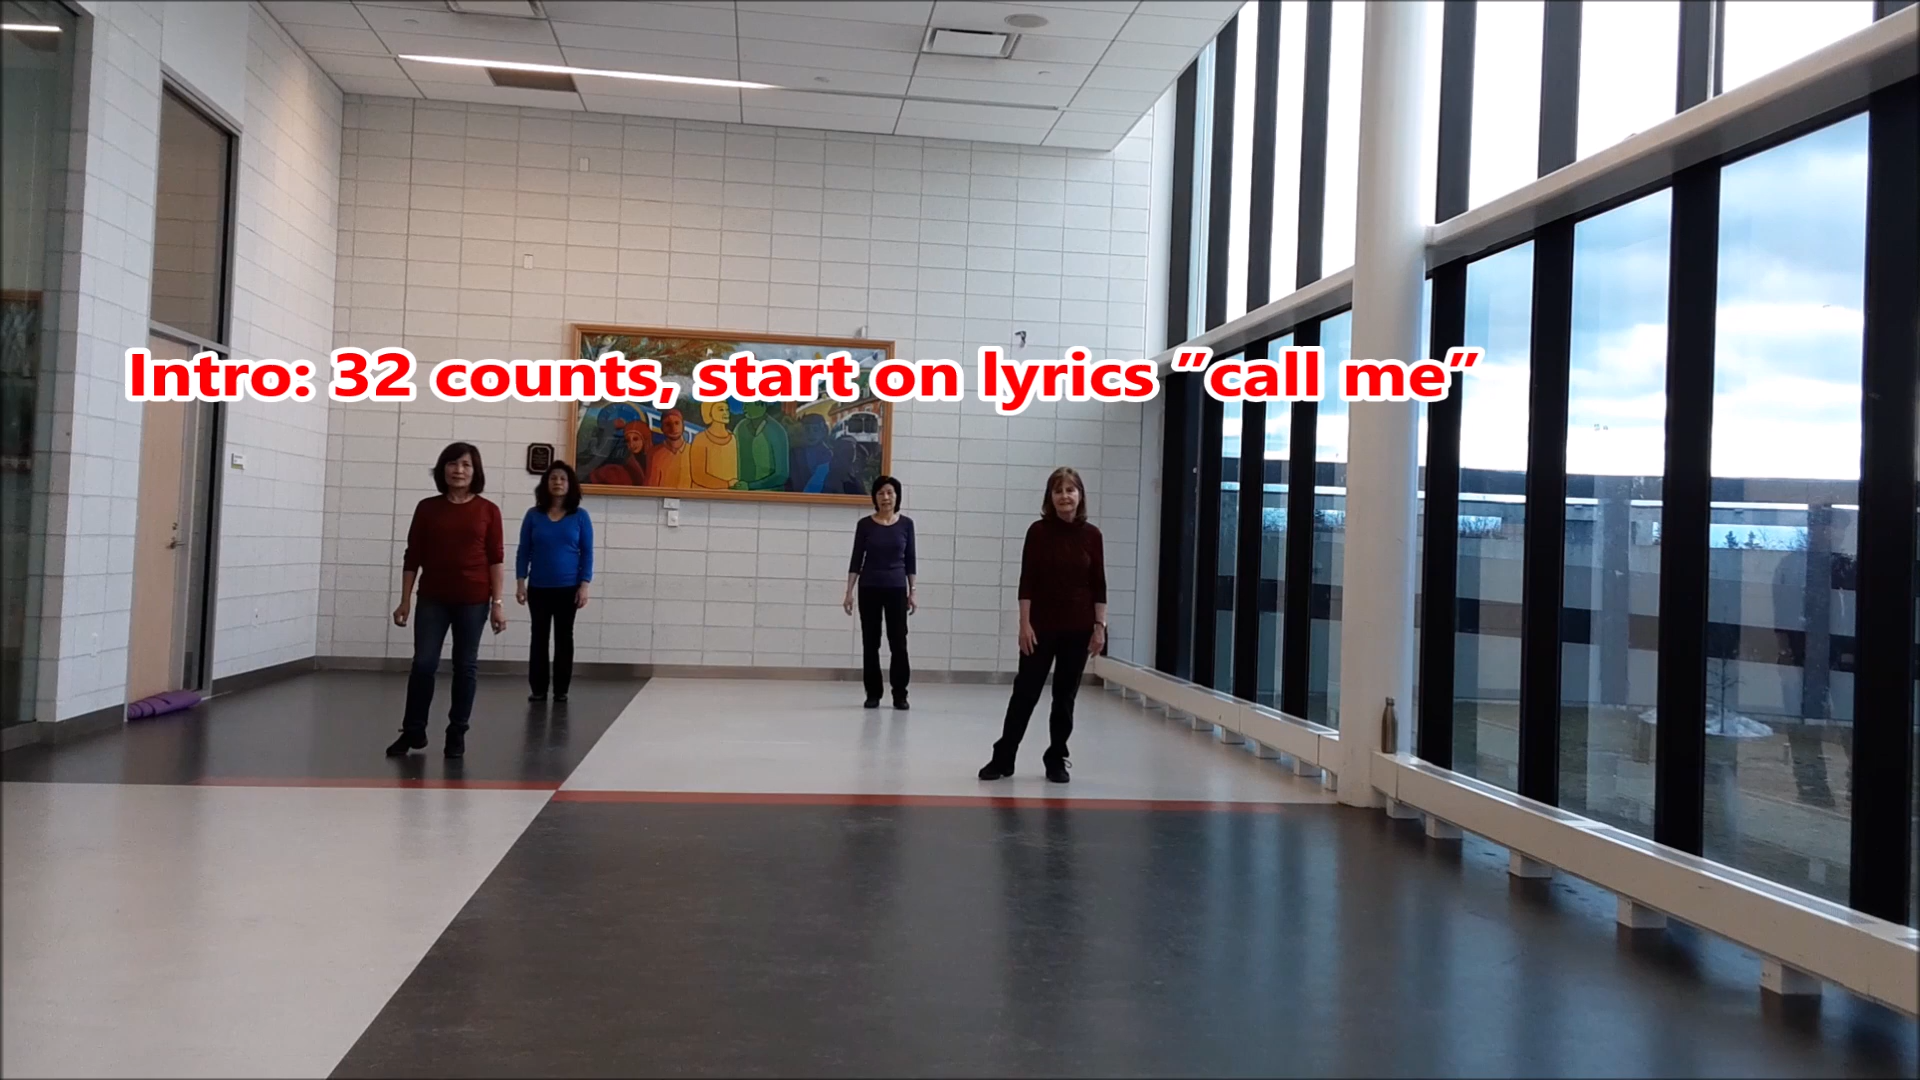 Intro: 32 counts, start on lyrics "call me"